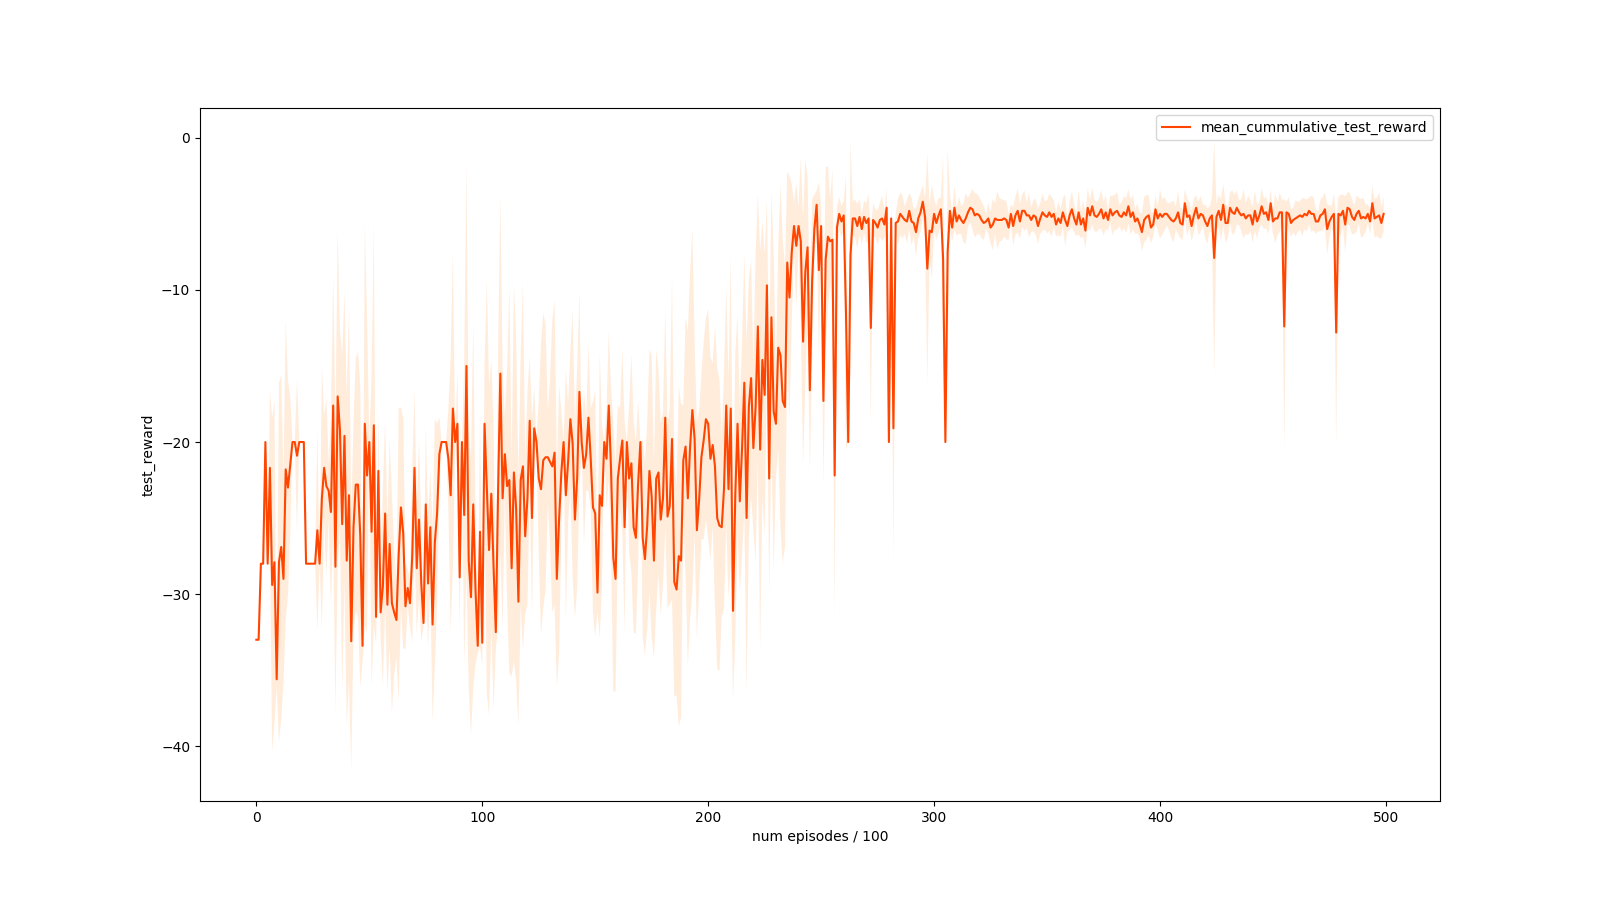 mean_cummulative_test_reward
test_reward
0
−10
−20
−30
−40
0 100 200 300 400 500
num episodes / 100